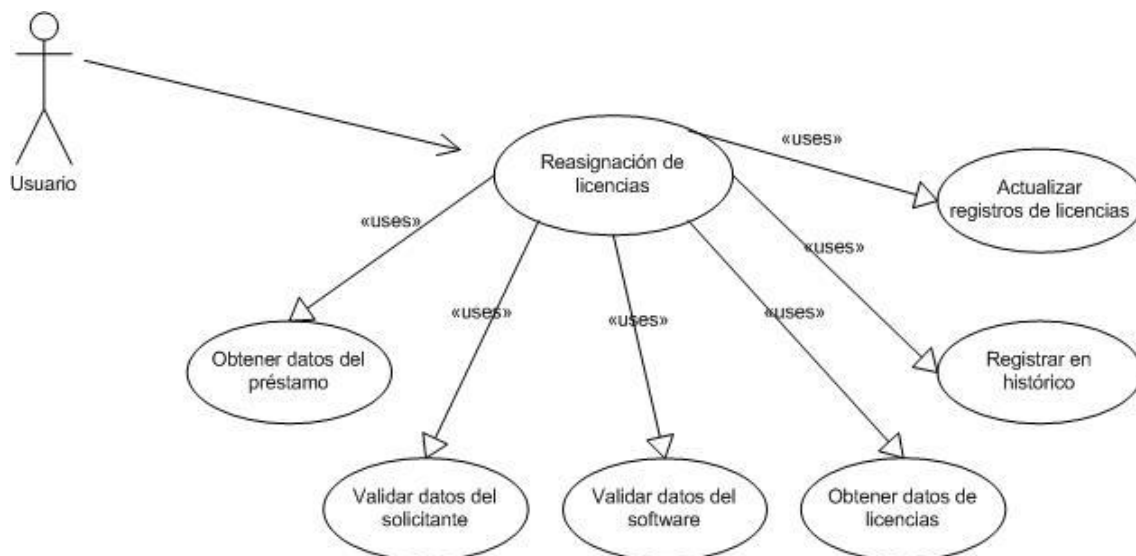 Usuario
Reasignación de
licencias
«uses»
Actualizar
registros de licencias
«uses»
«uses»
«uses»
«uses»
«uses»
Obtener datos del
préstamo
Registrar en
histórico
Validar datos del
solicitante
Validar datos del
software
Obtener datos de
licencias